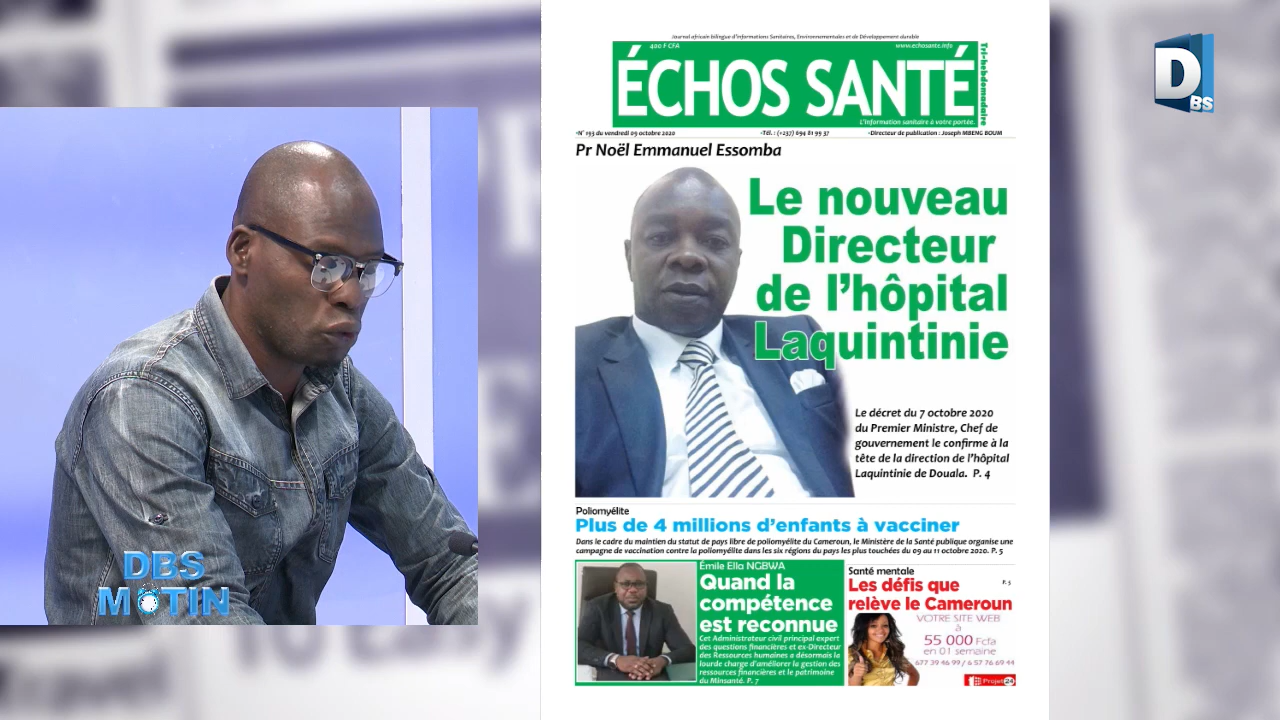 Journal africain bilingue d'Informations Sanitaires, Environnementales et de Développement durable
400 F CFA
www.echosante.info
ÉCHOS SANTÉ
Tri-hebdomadaire
L'information sanitaire à votre portée.
•N° 193 du vendredi 09 octobre 2020
•Tél. : (+237) 694 81 99 37
•Directeur de publication : Joseph MBENG BOUM
Pr Noël Emmanuel Essomba
Le nouveau
Directeur
de l'hôpital
Laquintinie
Le décret du 7 octobre 2020
du Premier Ministre, Chef de
gouvernement le confirme à la
tête de la direction de l'hôpital
Laquintinie de Douala. P. 4
Poliomyélite
Plus de 4 millions d'enfants à vacciner
Dans le cadre du maintien du statut de pays libre de poliomyélite du Cameroun, le Ministère de la Santé publique organise une
campagne de vaccination contre la poliomyélite dans les six régions du pays les plus touchées du 09 au 11 octobre 2020. P. 5
Émile Ella NGBWA
Quand la
compétence
est reconnue
Cet Administrateur civil principal expert
des questions financières et ex-Directeur
des Ressources humaines a désormais la
lourde charge d'améliorer la gestion des
ressources financières et le patrimoine
du Minsanté. P. 7
Santé mentale
Les défis que
P. 5
relève le Cameroun
VOTRE SITE WEB
à
55 000 Fcfa
en 01 semaine
677 39 46 99 / 6 57 76 69 44
Projet24
DBS
DBS
MOTIN